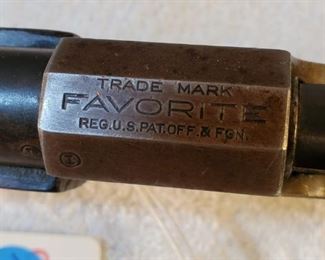 TRADE MARK
FAVORITE
REG.U.S.PAT.OFF.& FGN.